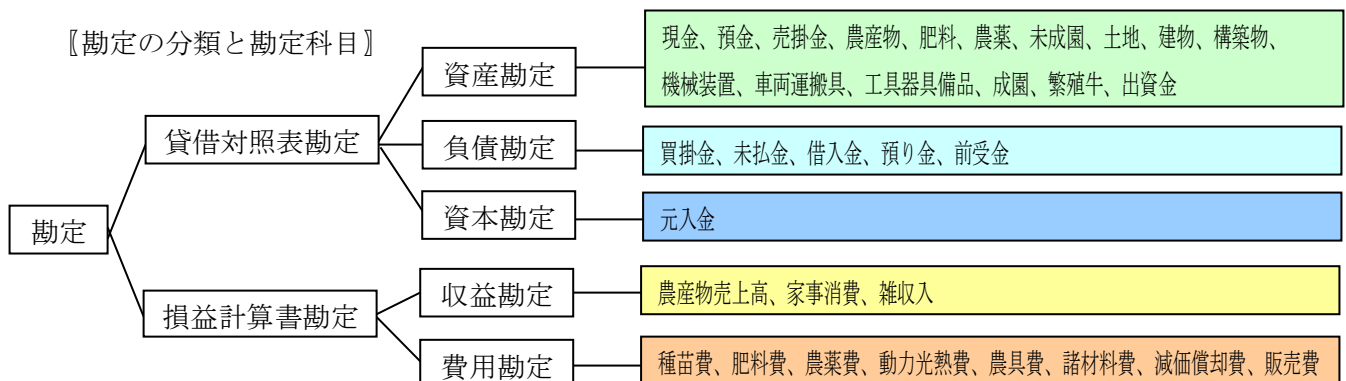 〖勘定の分類と勘定科目〗
現金、預金、売掛金、農産物、肥料、農薬、未成園、土地、建物、構築物、
機械装置、車両運搬具、工具器具備品、成園、繁殖牛、出資金
資産勘定
貸借対照表勘定
負債勘定
買掛金、未払金、借入金、預り金、前受金
資本勘定
元入金
勘定
収益勘定
農産物売上高、家事消費、雑収入
損益計算書勘定
費用勘定
種苗費、肥料費、農薬費、動力光熱費、農具費、諸材料費、減価償却費、販売費